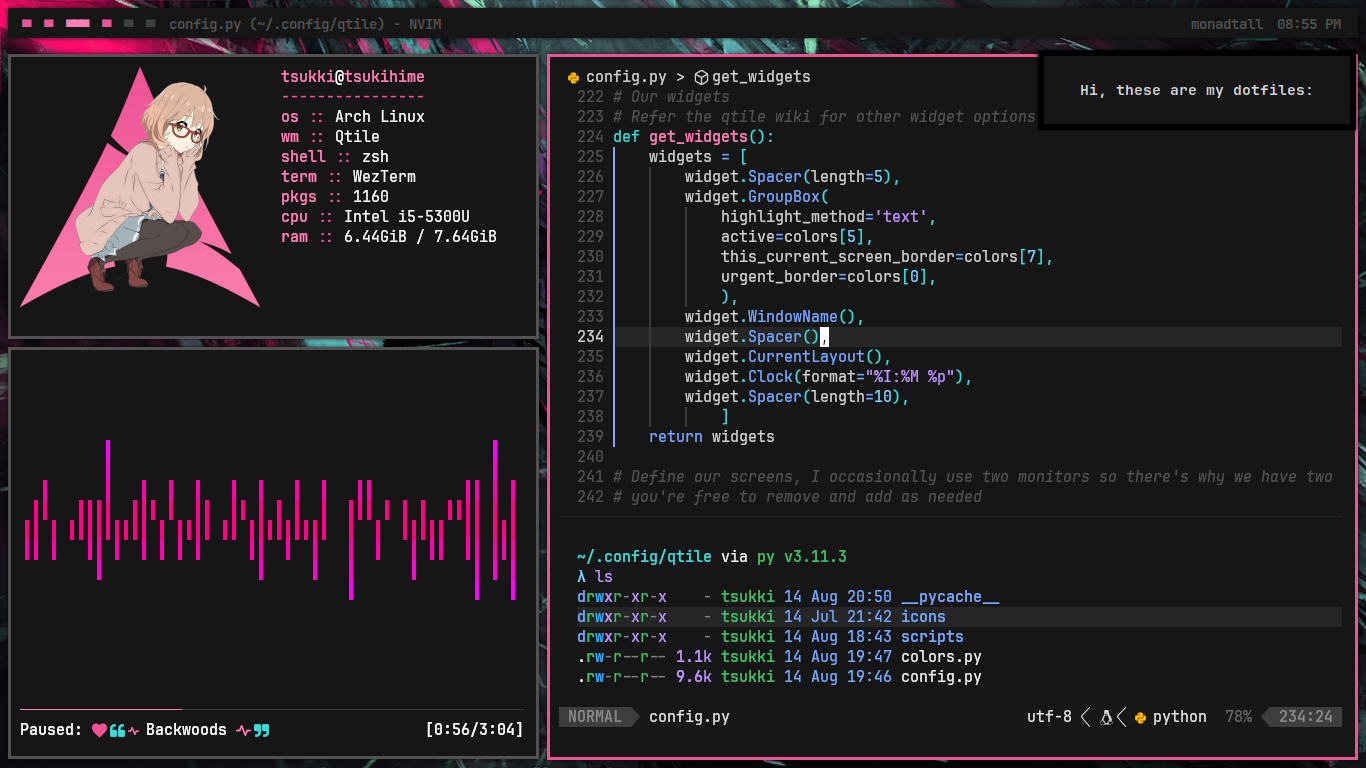 config.py (~/.config/qtile) - NVIM
monadtall 08:55 PM
tsukki@tsukihime
----------------
os :: Arch Linux
wm :: Qtile
shell :: zsh
term :: WezTerm
pkgs :: 1160
cpu :: Intel i5-5300U
ram :: 6.44GiB / 7.64GiB
Paused: Backwoods [0:56/3:04]
Hi, these are my dotfiles:
config.py > get_widgets
222 # Our widgets
223 # Refer the qtile wiki for other widget options
224 def get_widgets():
225     widgets = [
226         widget.Spacer(length=5),
227         widget.GroupBox(
228             highlight_method='text',
229             active=colors[5],
230             this_current_screen_border=colors[7],
231             urgent_border=colors[0],
232             ),
233         widget.WindowName(),
234         widget.Spacer(),
235         widget.CurrentLayout(),
236         widget.Clock(format="%I:%M %p"),
237         widget.Spacer(length=10),
238             ]
239     return widgets
240
241 # Define our screens, I occasionally use two monitors so there's why we have two
242 # you're free to remove and add as needed
~/.config/qtile via py v3.11.3
λ ls
drwxr-xr-x    - tsukki 14 Aug 20:50 __pycache__
drwxr-xr-x    - tsukki 14 Jul 21:42 icons
drwxr-xr-x    - tsukki 14 Aug 18:43 scripts
.rw-r--r-- 1.1k tsukki 14 Aug 19:47 colors.py
.rw-r--r-- 9.6k tsukki 14 Aug 19:46 config.py
NORMAL config.py utf-8 python 78% 234:24